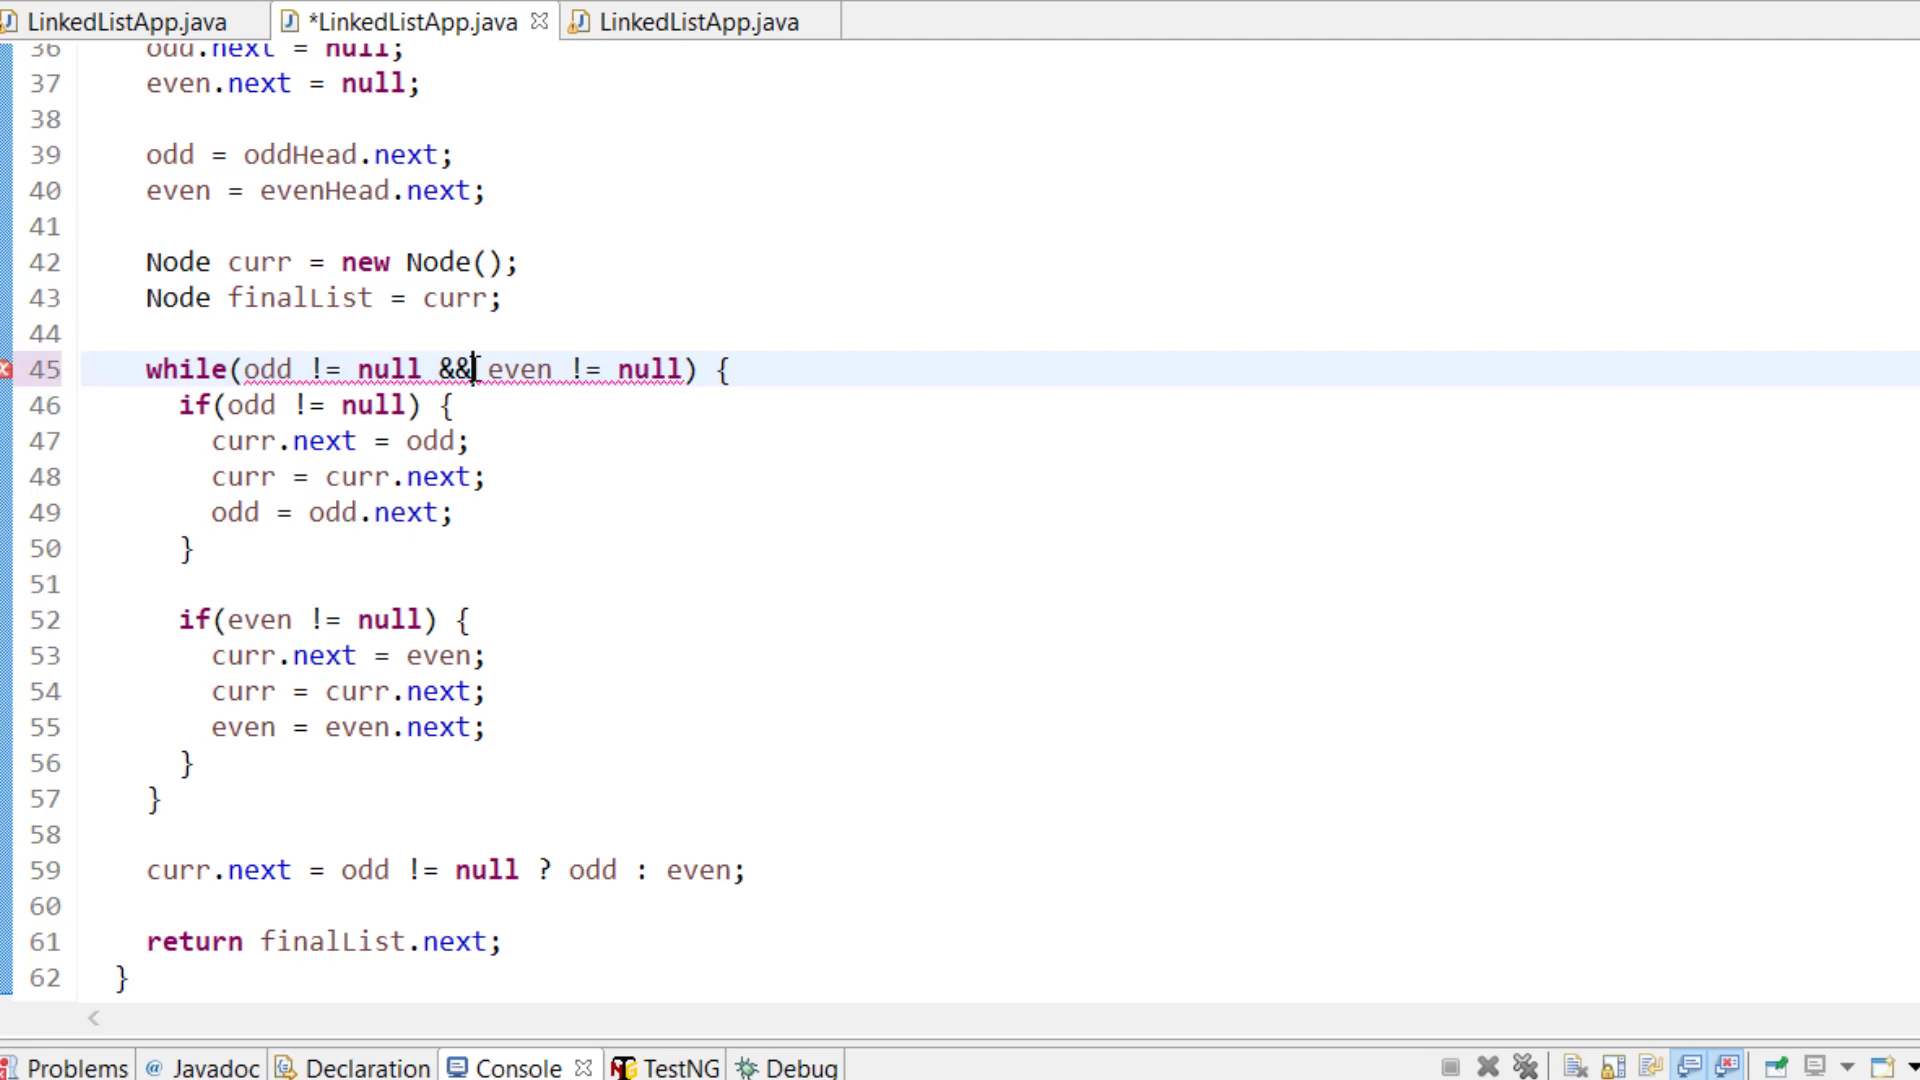 LinkedListApp.java *LinkedListApp.java LinkedListApp.java
36 odd.next = null;
37 even.next = null;
38
39 odd = oddHead.next;
40 even = evenHead.next;
41
42 Node curr = new Node();
43 Node finalList = curr;
44
45 while(odd != null && even != null) {
46 if(odd != null) {
47 curr.next = odd;
48 curr = curr.next;
49 odd = odd.next;
50 }
51
52 if(even != null) {
53 curr.next = even;
54 curr = curr.next;
55 even = even.next;
56 }
57 }
58
59 curr.next = odd != null ? odd : even;
60
61 return finalList.next;
62 }
Problems @ Javadoc Declaration Console TestNG Debug